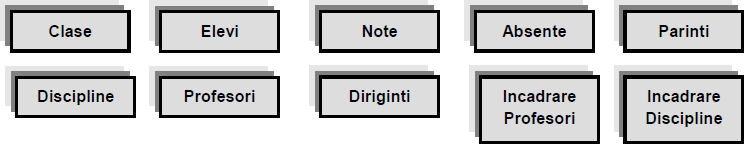 Clase
Elevi
Note
Absente
Parinti
Discipline
Profesori
Diriginti
Incadrare
Profesori
Incadrare
Discipline